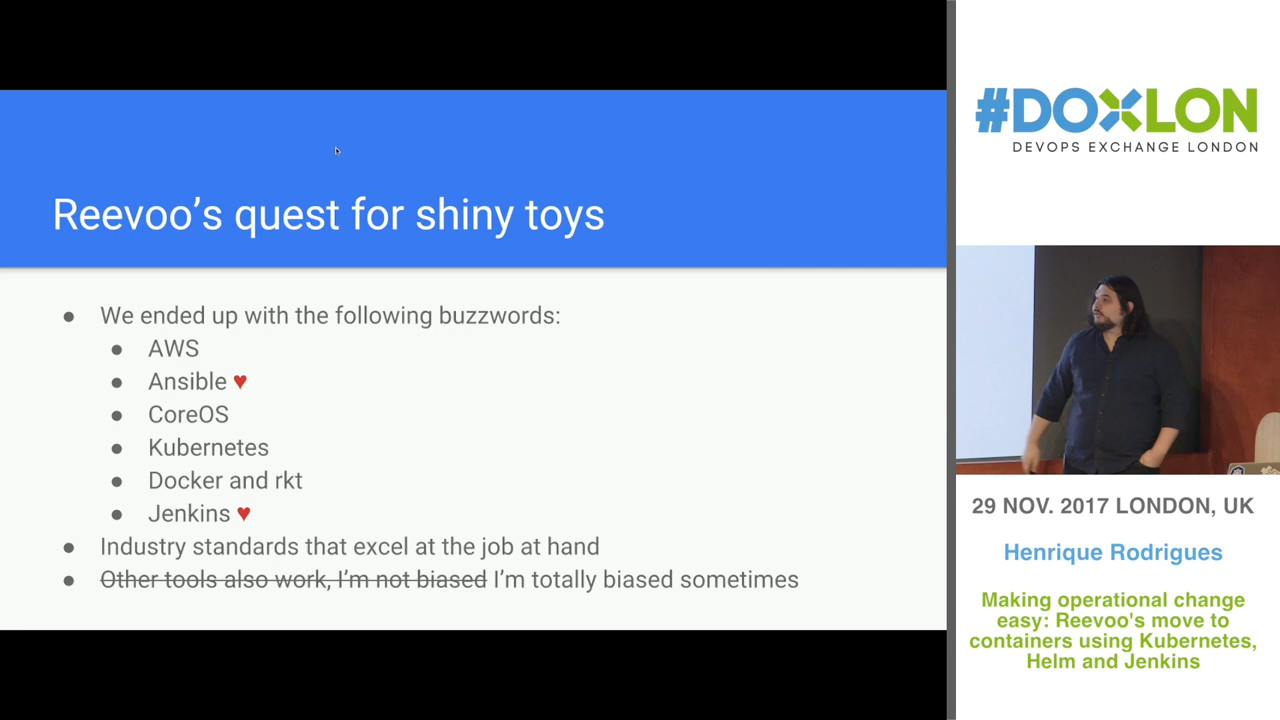 Reevoo’s quest for shiny toys
● We ended up with the following buzzwords:
● AWS
● Ansible ♥
● CoreOS
● Kubernetes
● Docker and rkt
● Jenkins ♥
● Industry standards that excel at the job at hand
● Other tools also work, I’m not biased I’m totally biased sometimes
#DOXLON
DEVOPS EXCHANGE LONDON
29 NOV. 2017 LONDON, UK
Henrique Rodrigues
Making operational change
easy: Reevoo's move to
containers using Kubernetes,
Helm and Jenkins